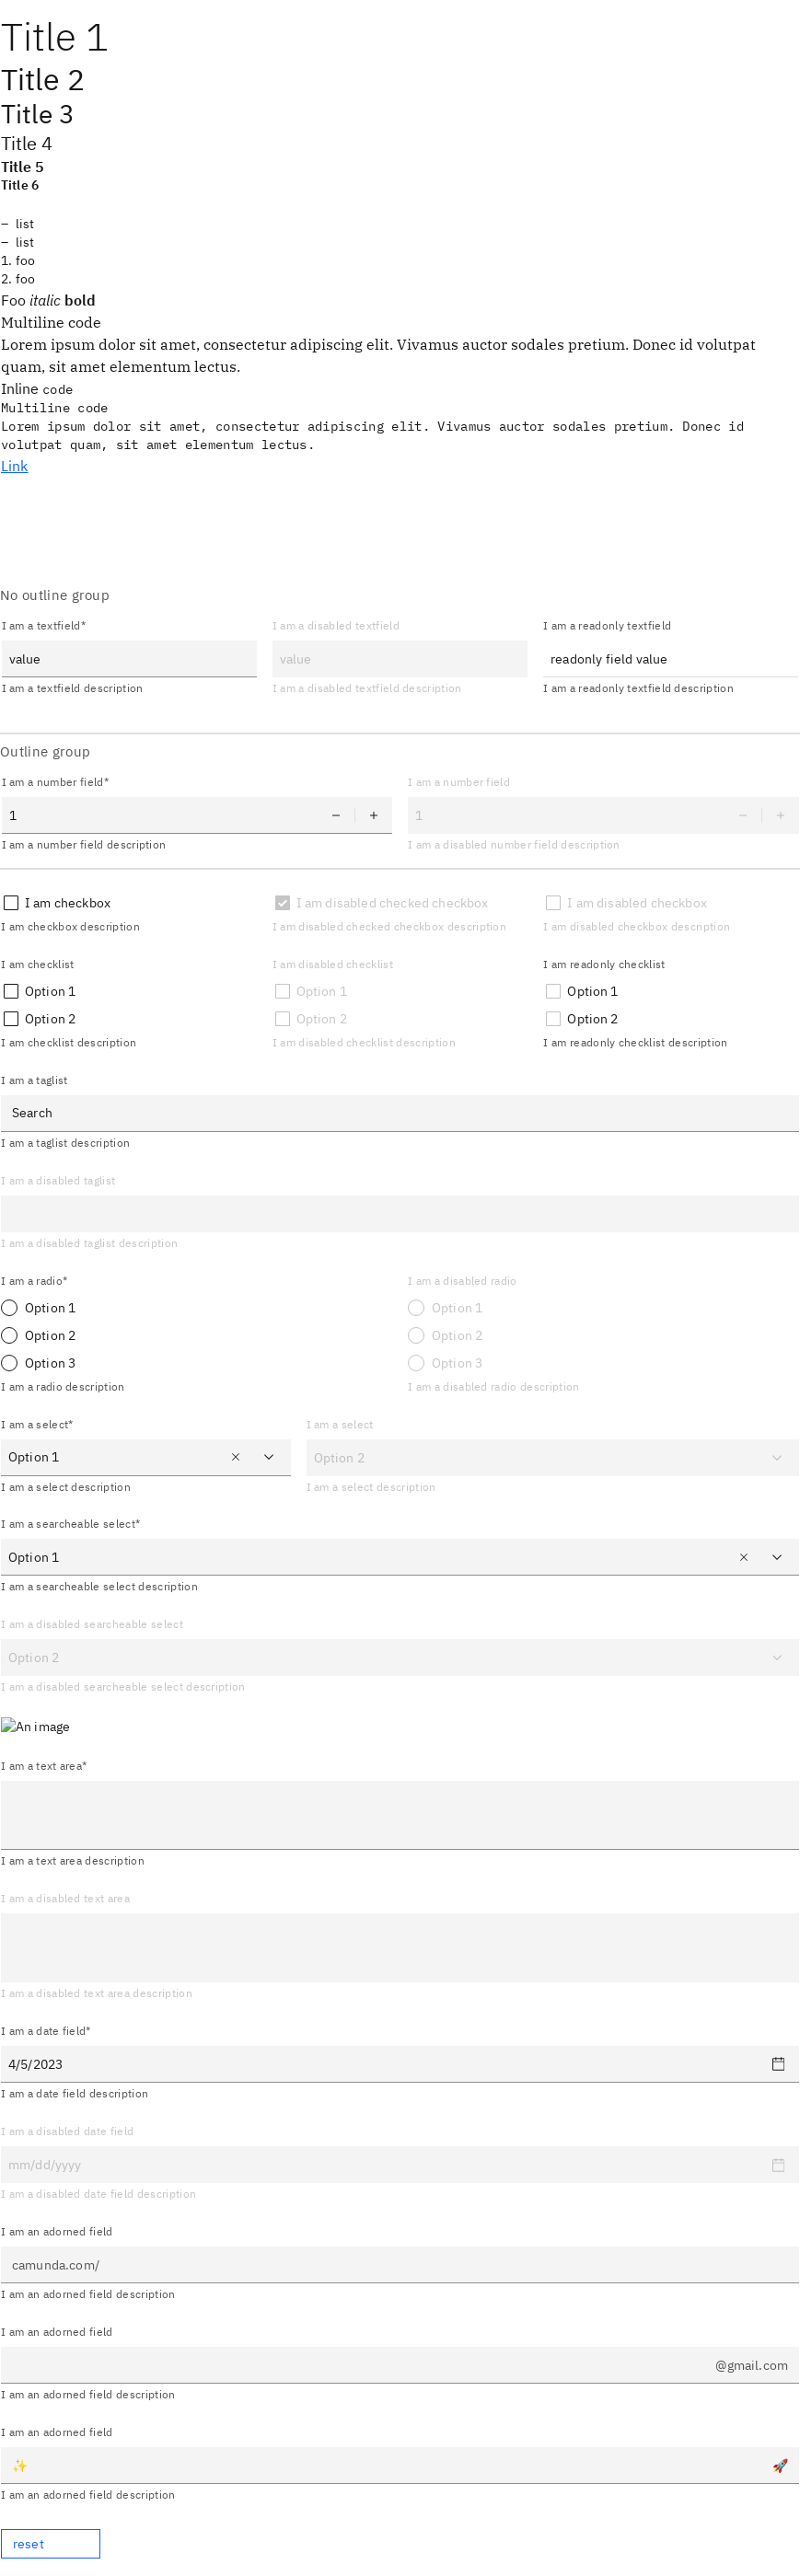 Title 1
Title 2
Title 3
Title 4
Title 5
Title 6
– list
– list
1. foo
2. foo
Foo italic bold
Multiline code
Lorem ipsum dolor sit amet, consectetur adipiscing elit. Vivamus auctor sodales pretium. Donec id volutpat
quam, sit amet elementum lectus.
Inline code
Multiline code
Lorem ipsum dolor sit amet, consectetur adipiscing elit. Vivamus auctor sodales pretium. Donec id
volutpat quam, sit amet elementum lectus.
Link
No outline group
I am a textfield* I am a disabled textfield I am a readonly textfield
value value readonly field value
I am a textfield description I am a disabled textfield description I am a readonly textfield description
Outline group
I am a number field* I am a number field
1 1
I am a number field description I am a disabled number field description
I am checkbox I am disabled checked checkbox I am disabled checkbox
I am checkbox description I am disabled checked checkbox description I am disabled checkbox description
I am checklist I am disabled checklist I am readonly checklist
Option 1 Option 1 Option 1
Option 2 Option 2 Option 2
I am checklist description I am disabled checklist description I am readonly checklist description
I am a taglist
Search
I am a taglist description
I am a disabled taglist
I am a disabled taglist description
I am a radio* I am a disabled radio
Option 1 Option 1
Option 2 Option 2
Option 3 Option 3
I am a radio description I am a disabled radio description
I am a select* I am a select
Option 1 Option 2
I am a select description I am a select description
I am a searcheable select*
Option 1
I am a searcheable select description
I am a disabled searcheable select
Option 2
I am a disabled searcheable select description
An image
I am a text area*
I am a text area description
I am a disabled text area
I am a disabled text area description
I am a date field*
4/5/2023
I am a date field description
I am a disabled date field
mm/dd/yyyy
I am a disabled date field description
I am an adorned field
camunda.com/
I am an adorned field description
I am an adorned field
@gmail.com
I am an adorned field description
I am an adorned field
✨ 🚀
I am an adorned field description
reset